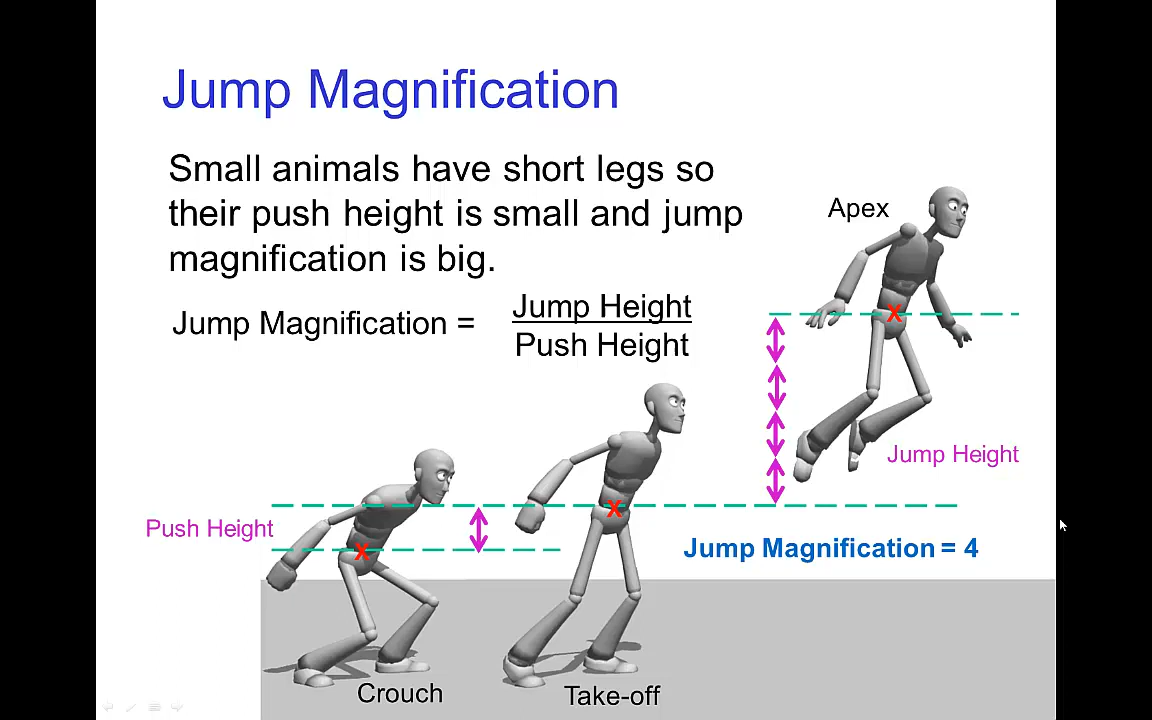 Jump Magnification
Small animals have short legs so
their push height is small and jump
magnification is big.
Jump Magnification =
Jump Height
Push Height
Apex
X
Jump Height
Push Height
X
X
Jump Magnification = 4
Crouch
Take-off